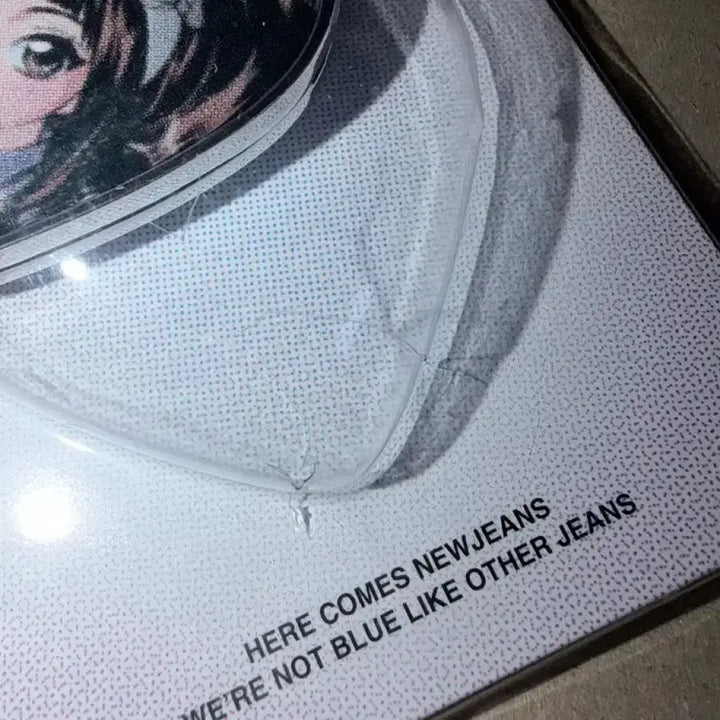 HERE COMES NEWJEANS
WE'RE NOT BLUE LIKE OTHER JEANS